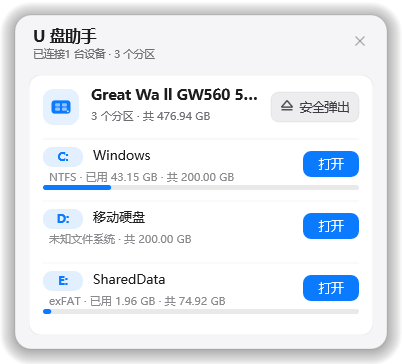 U 盘助手
已连接1 台设备 · 3 个分区
Great Wa ll GW560 5...
3 个分区 · 共 476.94 GB
安全弹出
C: Windows
打开
NTFS · 已用 43.15 GB · 共 200.00 GB
D: 移动硬盘
打开
未知文件系统 · 共 200.00 GB
E: SharedData
打开
exFAT · 已用 1.96 GB · 共 74.92 GB